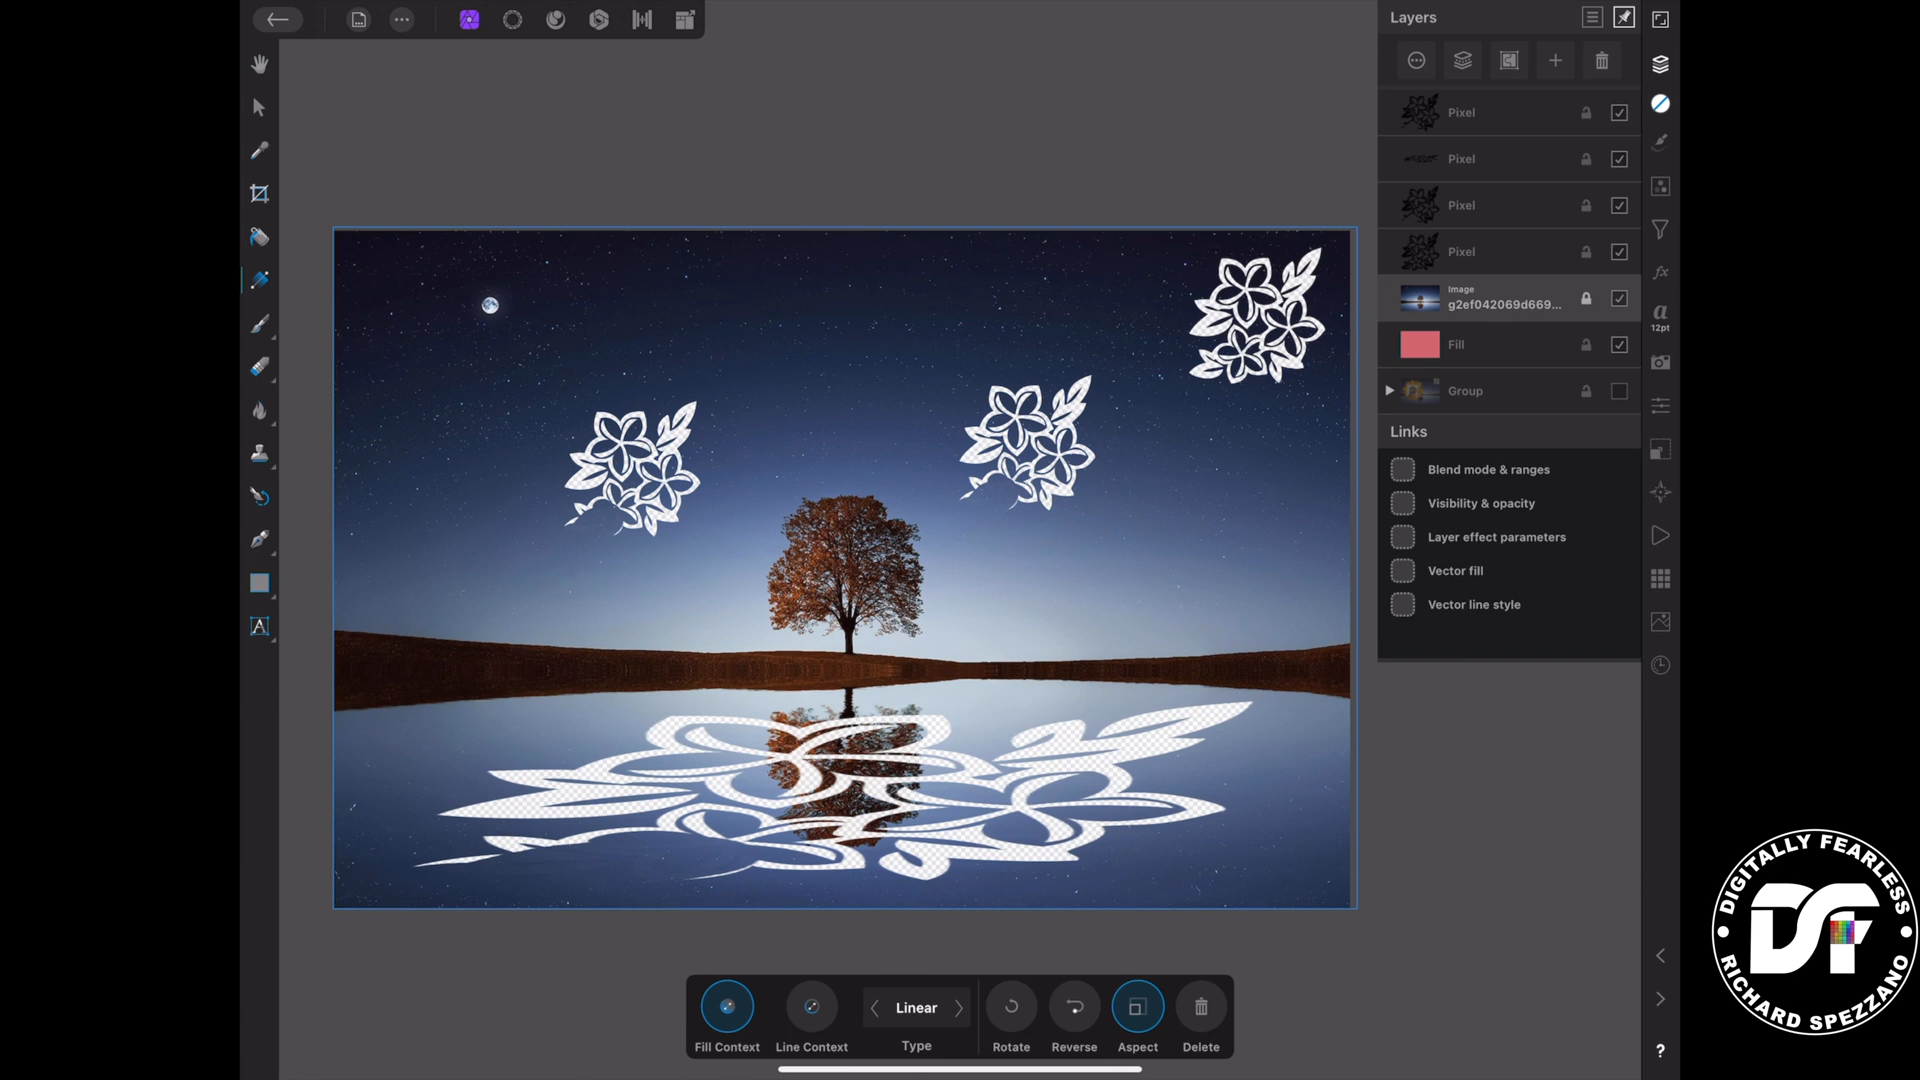 Layers
Pixel
Pixel
Pixel
Pixel
Image
g2ef042069d669...
Fill
Group
Links
Blend mode & ranges
Visibility & opacity
Layer effect parameters
Vector fill
Vector line style
a
12pt
fx
A
Fill Context
Line Context
Linear
Type
Rotate
Reverse
Aspect
Delete
?
DIGITALLY FEARLESS
DF
RICHARD SPEZZANO